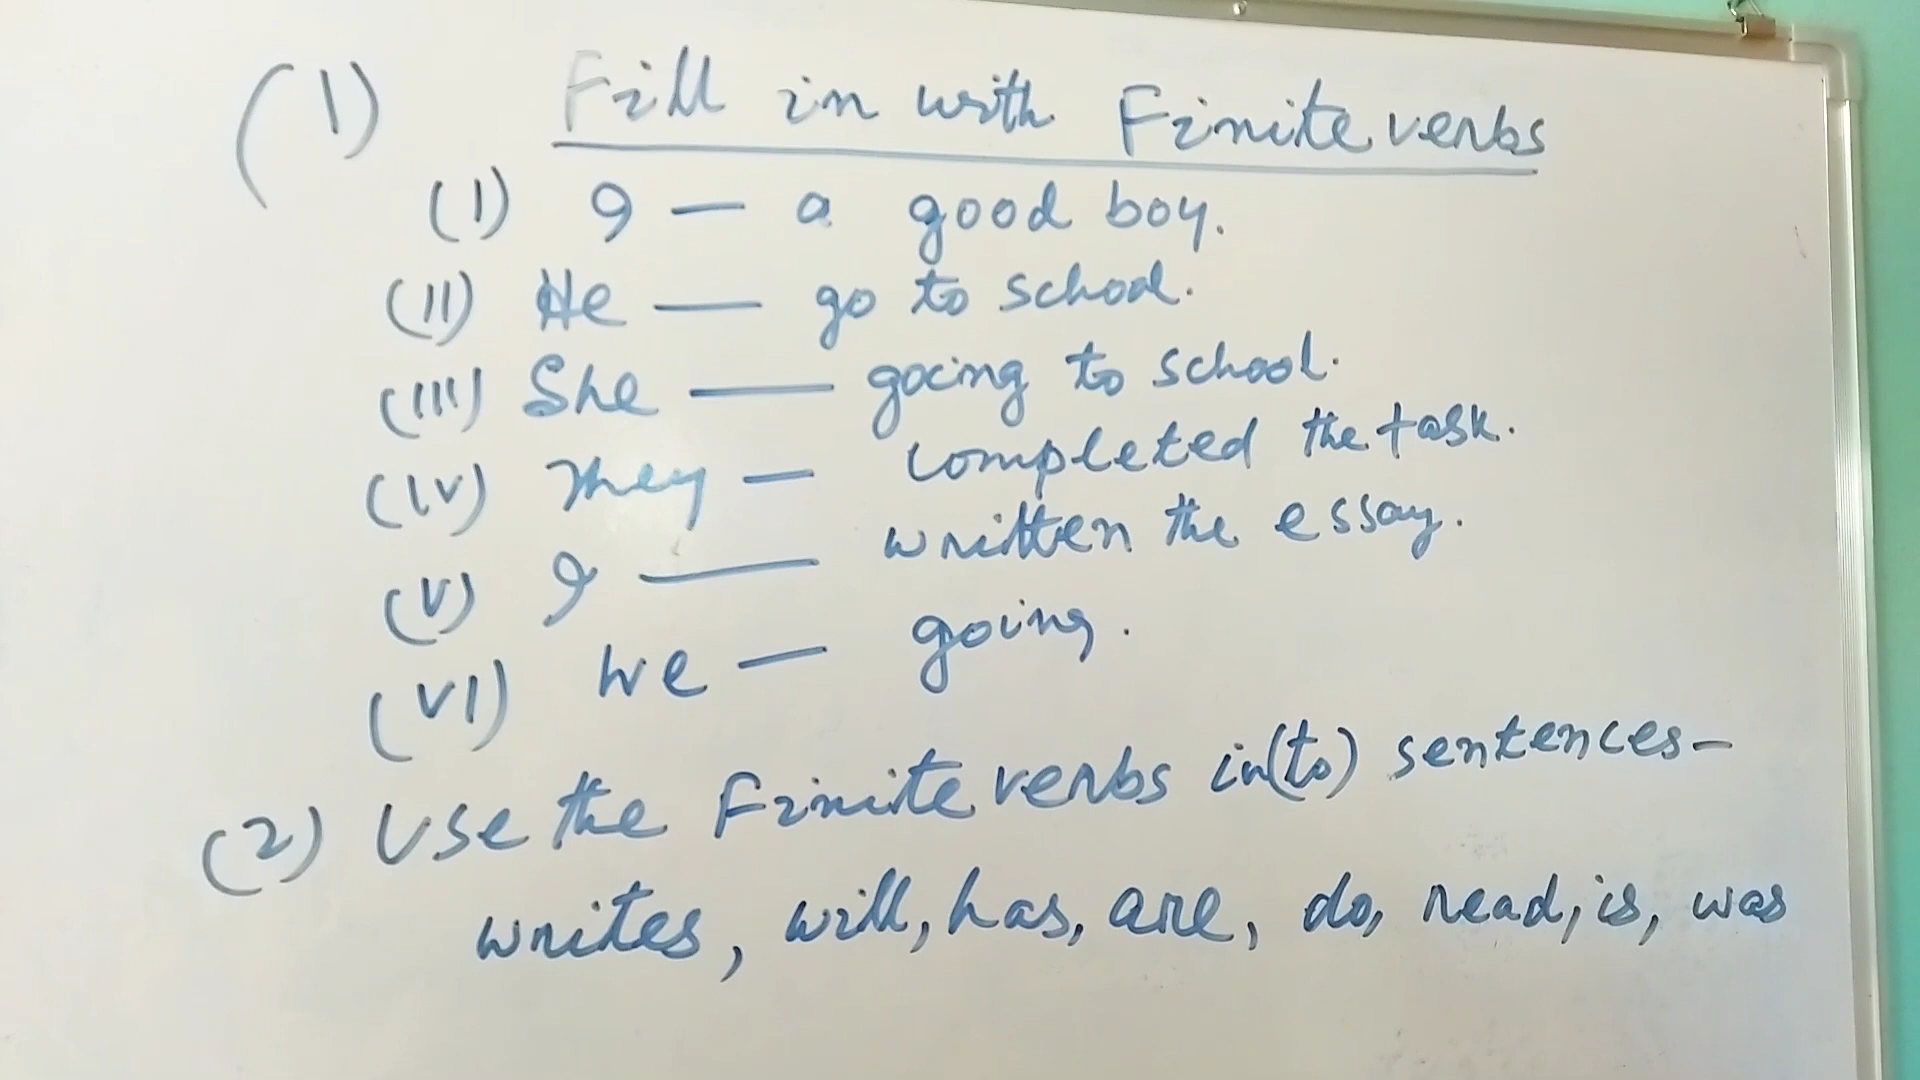 (1) Fill in with Finite verbs
(I) I — a good boy.
(II) He — go to school.
(III) She — going to school.
(IV) They — completed the task.
(V) I — written the essay.
(VI) We — going.
(2) Use the Finite verbs in(to) sentences-
writes, will, has, are, do, read, is, was